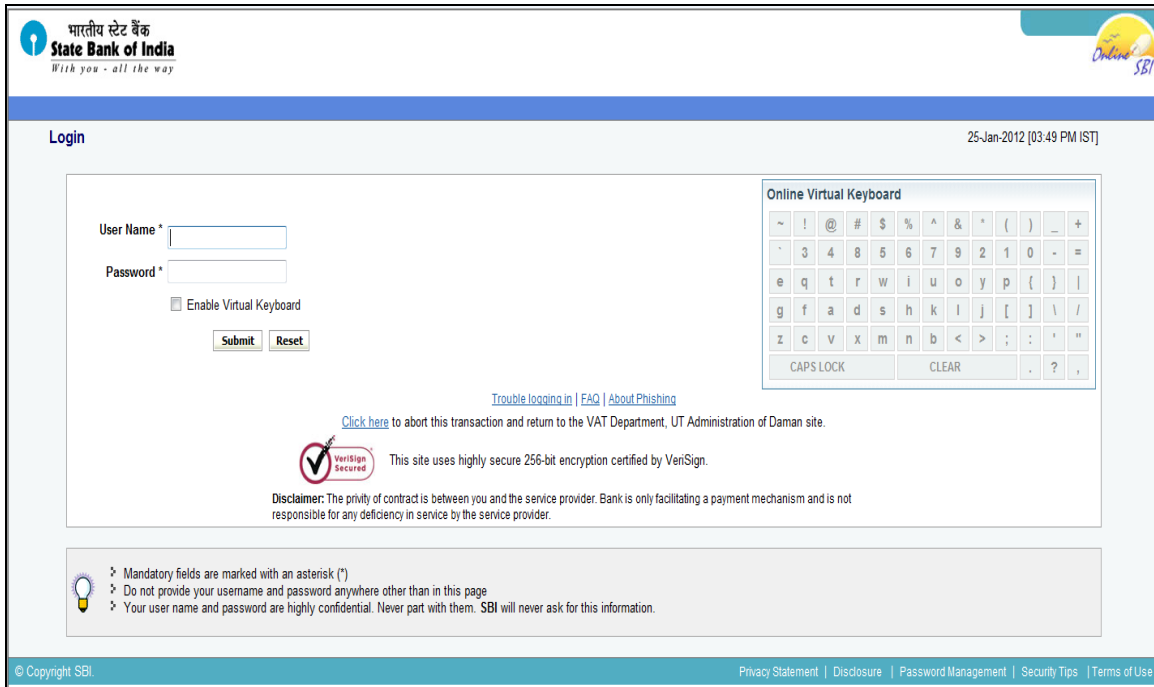 भारतीय स्टेट बैंक
State Bank of India
With you - all the way
Online
SBI
Login
25-Jan-2012 [03:49 PM IST]
User Name *
Password *
Enable Virtual Keyboard
Submit Reset
Online Virtual Keyboard
~ ! @ # $ % ^ & * ( ) _ +
` 3 4 8 5 6 7 9 2 1 0 - =
e q t r w i u o y p { } |
g f a d s h k l j [ ] \ /
z c v x m n b < > ; : ' "
CAPS LOCK CLEAR . ? ,
Trouble logging in | FAQ | About Phishing
Click here to abort this transaction and return to the VAT Department, UT Administration of Daman site.
VeriSign
Secured
This site uses highly secure 256-bit encryption certified by VeriSign.
Disclaimer: The privity of contract is between you and the service provider. Bank is only facilitating a payment mechanism and is not
responsible for any deficiency in service by the service provider.
Mandatory fields are marked with an asterisk (*)
Do not provide your username and password anywhere other than in this page
Your user name and password are highly confidential. Never part with them. SBI will never ask for this information.
© Copyright SBI.
Privacy Statement | Disclosure | Password Management | Security Tips | Terms of Use